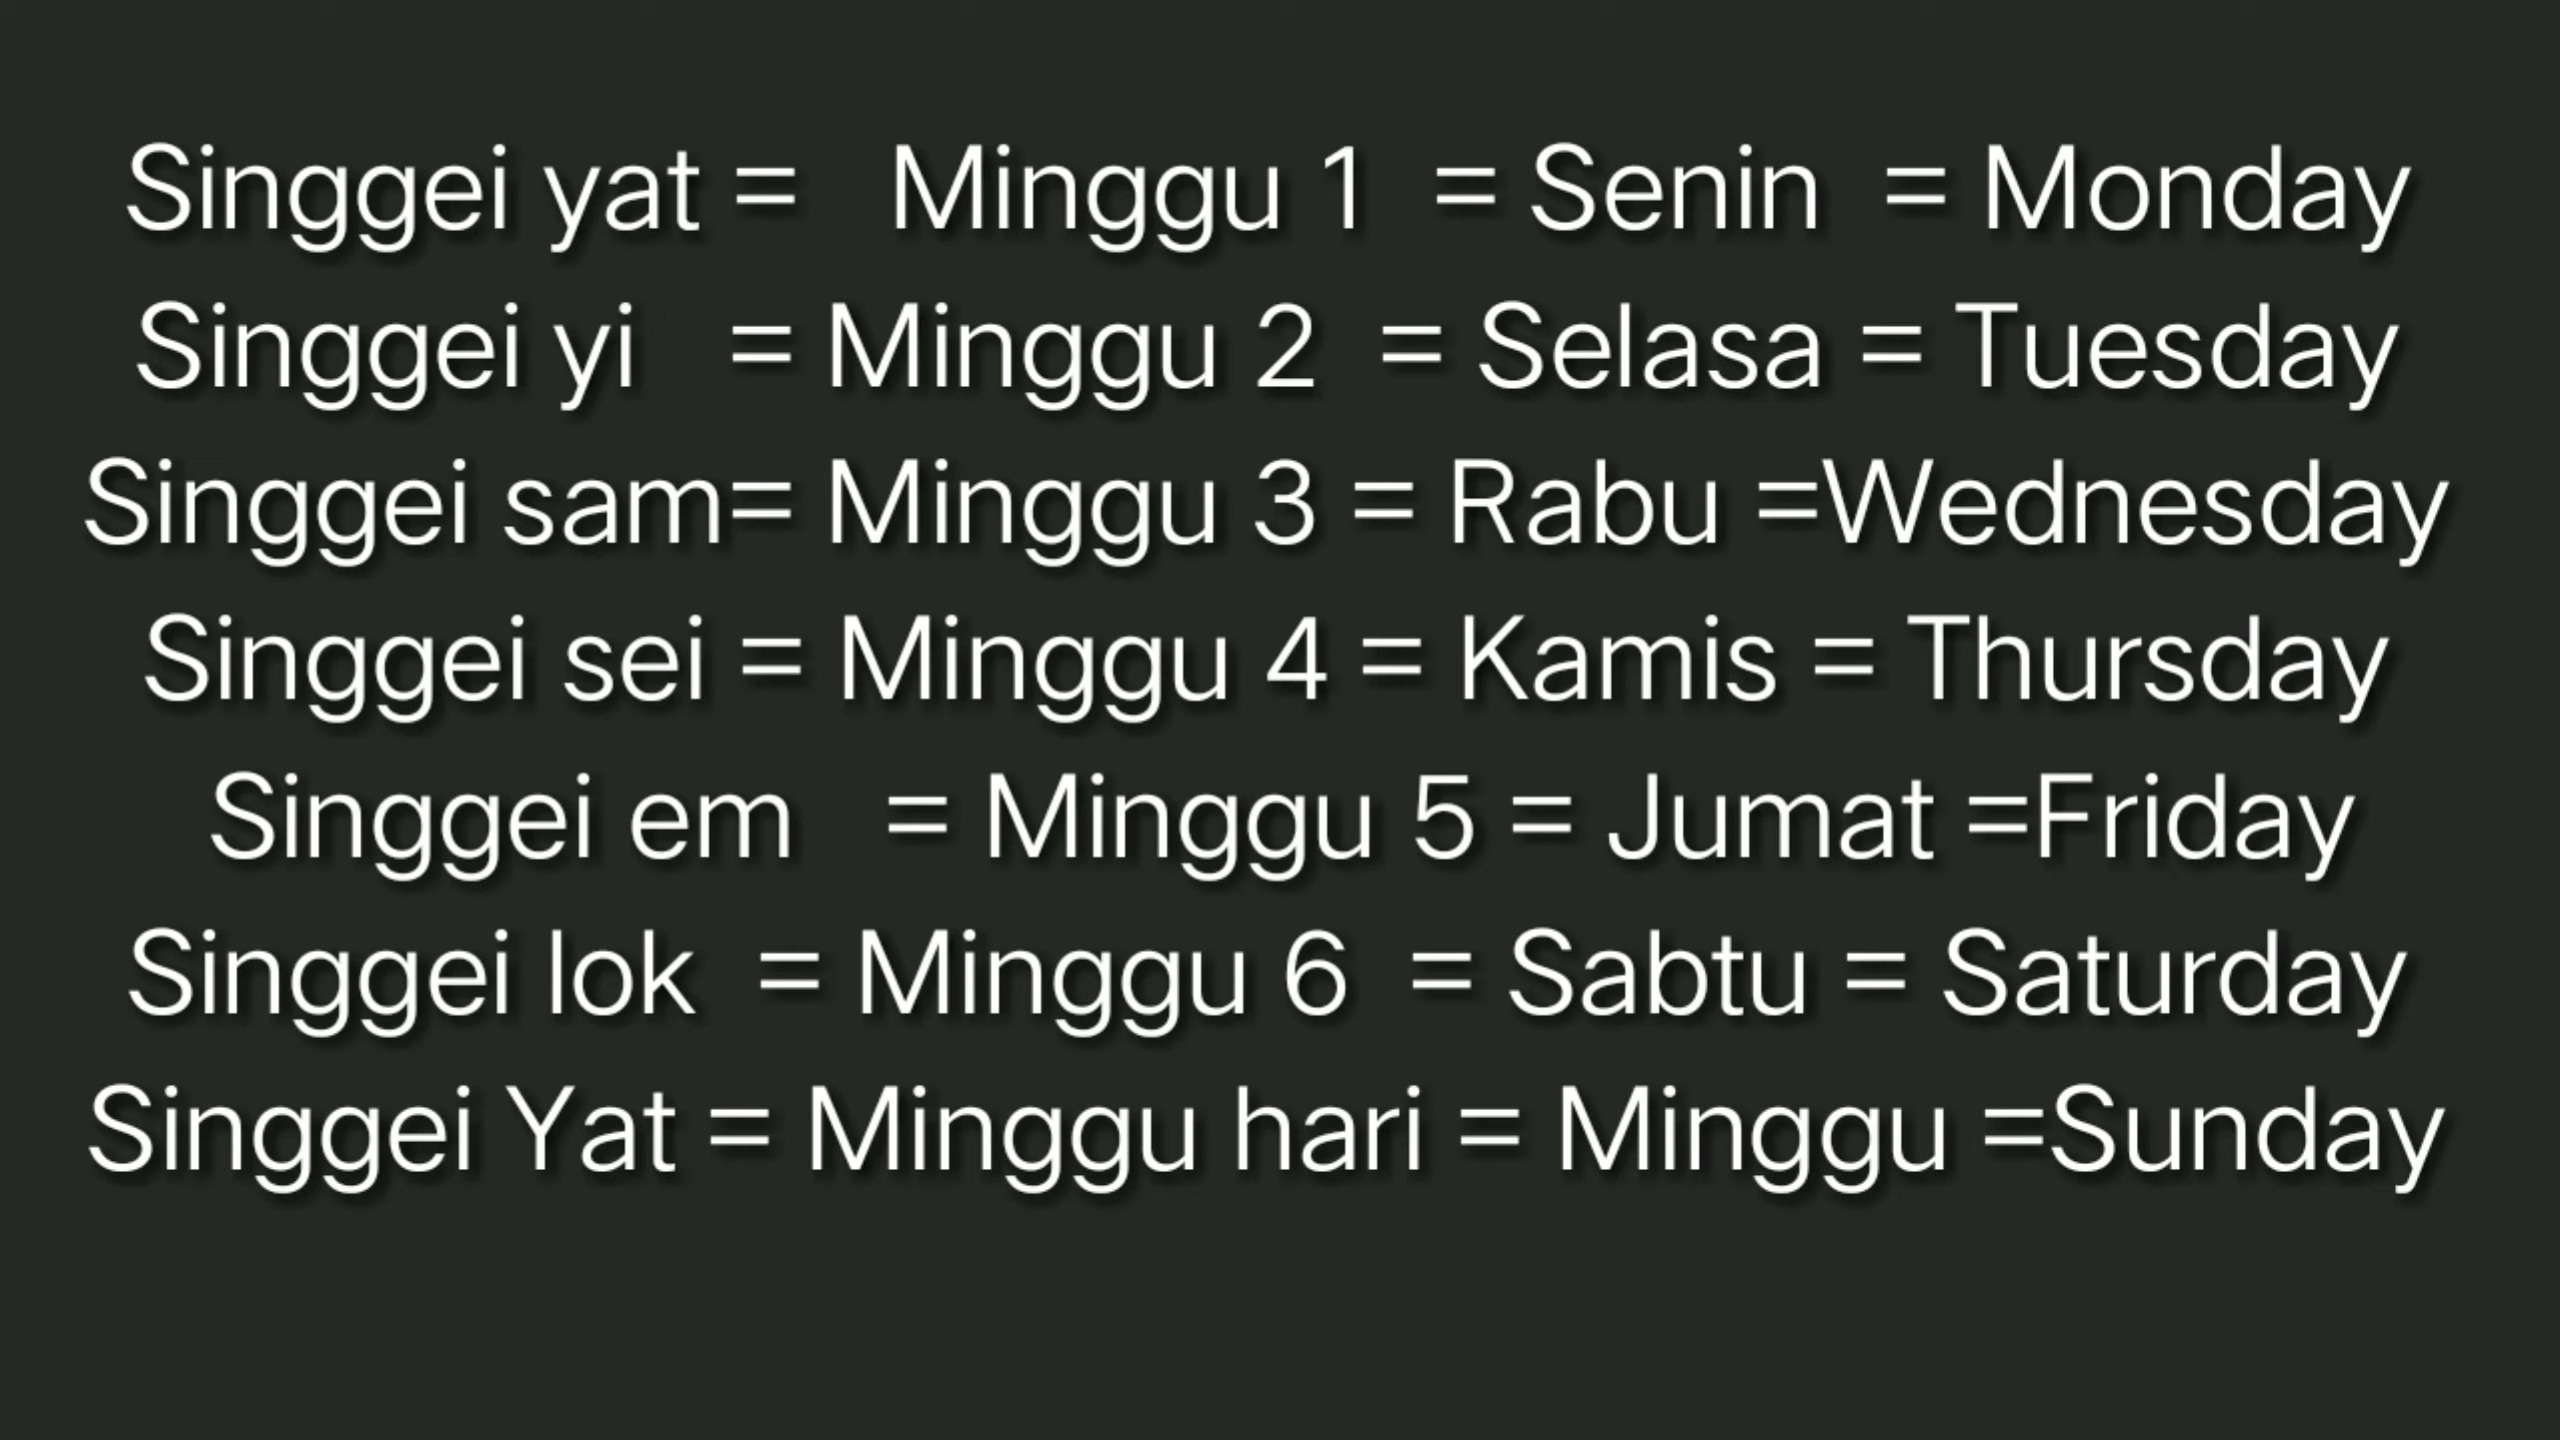 Singgei yat = Minggu 1 = Senin = Monday
Singgei yi = Minggu 2 = Selasa = Tuesday
Singgei sam= Minggu 3 = Rabu =Wednesday
Singgei sei = Minggu 4 = Kamis = Thursday
Singgei em = Minggu 5 = Jumat =Friday
Singgei lok = Minggu 6 = Sabtu = Saturday
Singgei Yat = Minggu hari = Minggu =Sunday